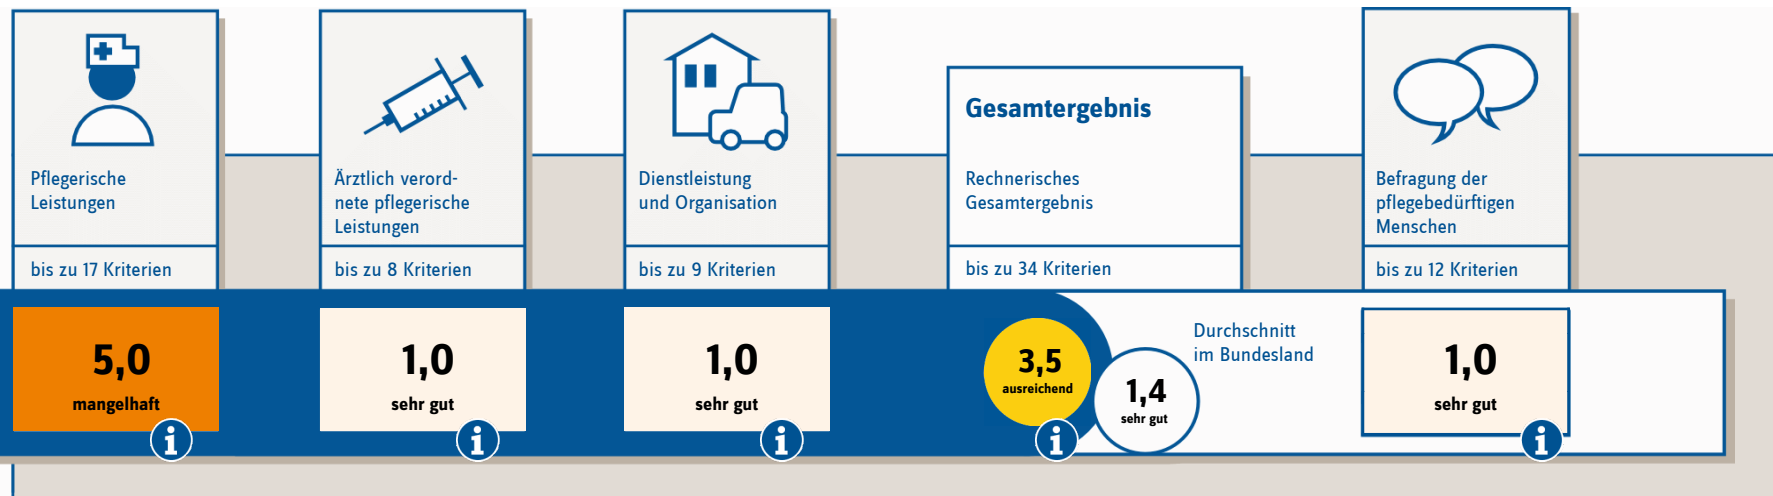 Pflegerische
Leistungen
bis zu 17 Kriterien
5,0
mangelhaft
i
Ärztlich verord-
nete pflegerische
Leistungen
bis zu 8 Kriterien
1,0
sehr gut
i
Dienstleistung
und Organisation
bis zu 9 Kriterien
1,0
sehr gut
i
Gesamtergebnis
Rechnerisches
Gesamtergebnis
bis zu 34 Kriterien
3,5
ausreichend
i
1,4
sehr gut
Durchschnitt
im Bundesland
Befragung der
pflegebedürftigen
Menschen
bis zu 12 Kriterien
1,0
sehr gut
i